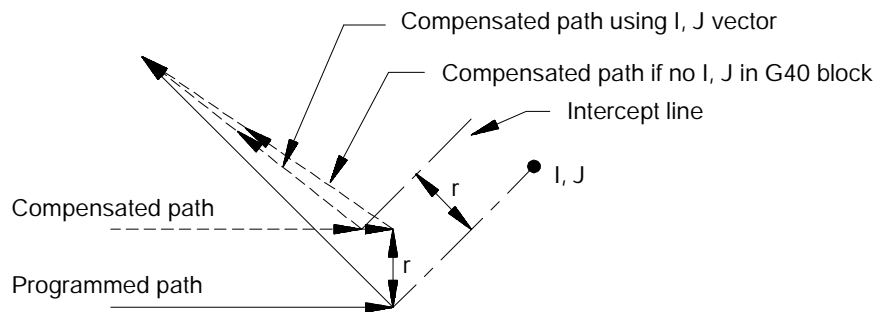 Compensated path using I, J vector
Compensated path if no I, J in G40 block
Intercept line
I, J
r
Compensated path
r
Programmed path